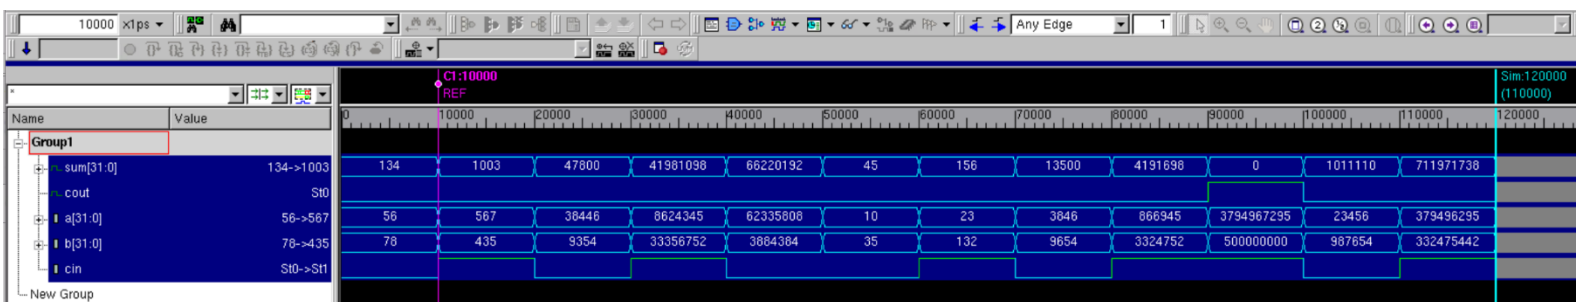 10000 x1ps Any Edge 1
C1:10000 Sim:120000
REF (110000)
*
Name Value 0 10000 20000 30000 40000 50000 60000 70000 80000 90000 100000 110000 120000
Group1
sum[31:0] 134->1003 134 1003 47800 41981098 66220192 45 156 13500 4191698 0 1011110 711971738
cout St0
a[31:0] 56->567 56 567 38446 8624345 62335808 10 23 3846 866945 3794967295 23456 379496295
b[31:0] 78->435 78 435 9354 33356752 3884384 35 132 9654 3324752 500000000 987654 332475442
cin St0->St1
New Group